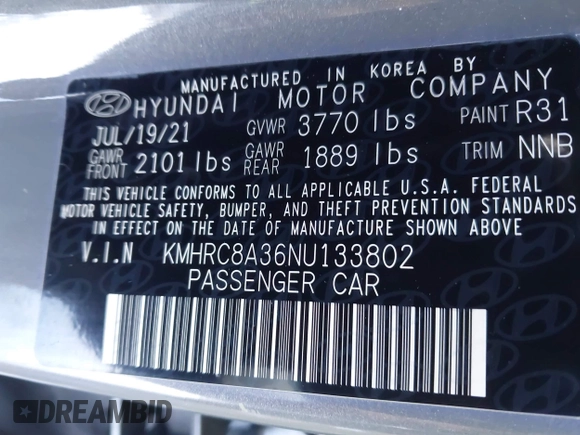 MANUFACTURED IN KOREA BY
HYUNDAI MOTOR COMPANY
JUL/19/21 GVWR 3770 lbs PAINT R31
GAWR FRONT 2101 lbs GAWR REAR 1889 lbs TRIM NNB
THIS VEHICLE CONFORMS TO ALL APPLICABLE U.S.A. FEDERAL
MOTOR VEHICLE SAFETY, BUMPER, AND THEFT PREVENTION STANDARDS
IN EFFECT ON THE DATE OF MANUFACTURE SHOWN ABOVE
V.I.N KMHRC8A36NU133802
PASSENGER CAR
DREAMBID